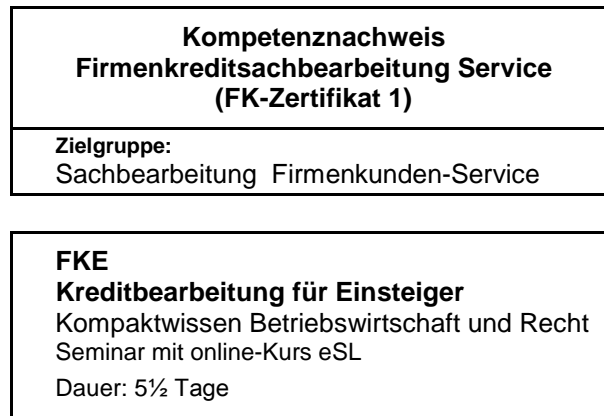 Kompetenznachweis
Firmenkreditsachbearbeitung Service
(FK-Zertifikat 1)
Zielgruppe:
Sachbearbeitung Firmenkunden-Service
FKE
Kreditbearbeitung für Einsteiger
Kompaktwissen Betriebswirtschaft und Recht
Seminar mit online-Kurs eSL
Dauer: 5½ Tage